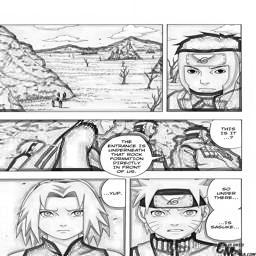 THIS IS IT ...?
THE
ENTRANCE IS
UNDERNEATH
THAT ROCK
FORMATION
DIRECTLY
IN FRONT
OF US.
...YUP.
SO
UNDER
THERE...
...IS
SASUKE...